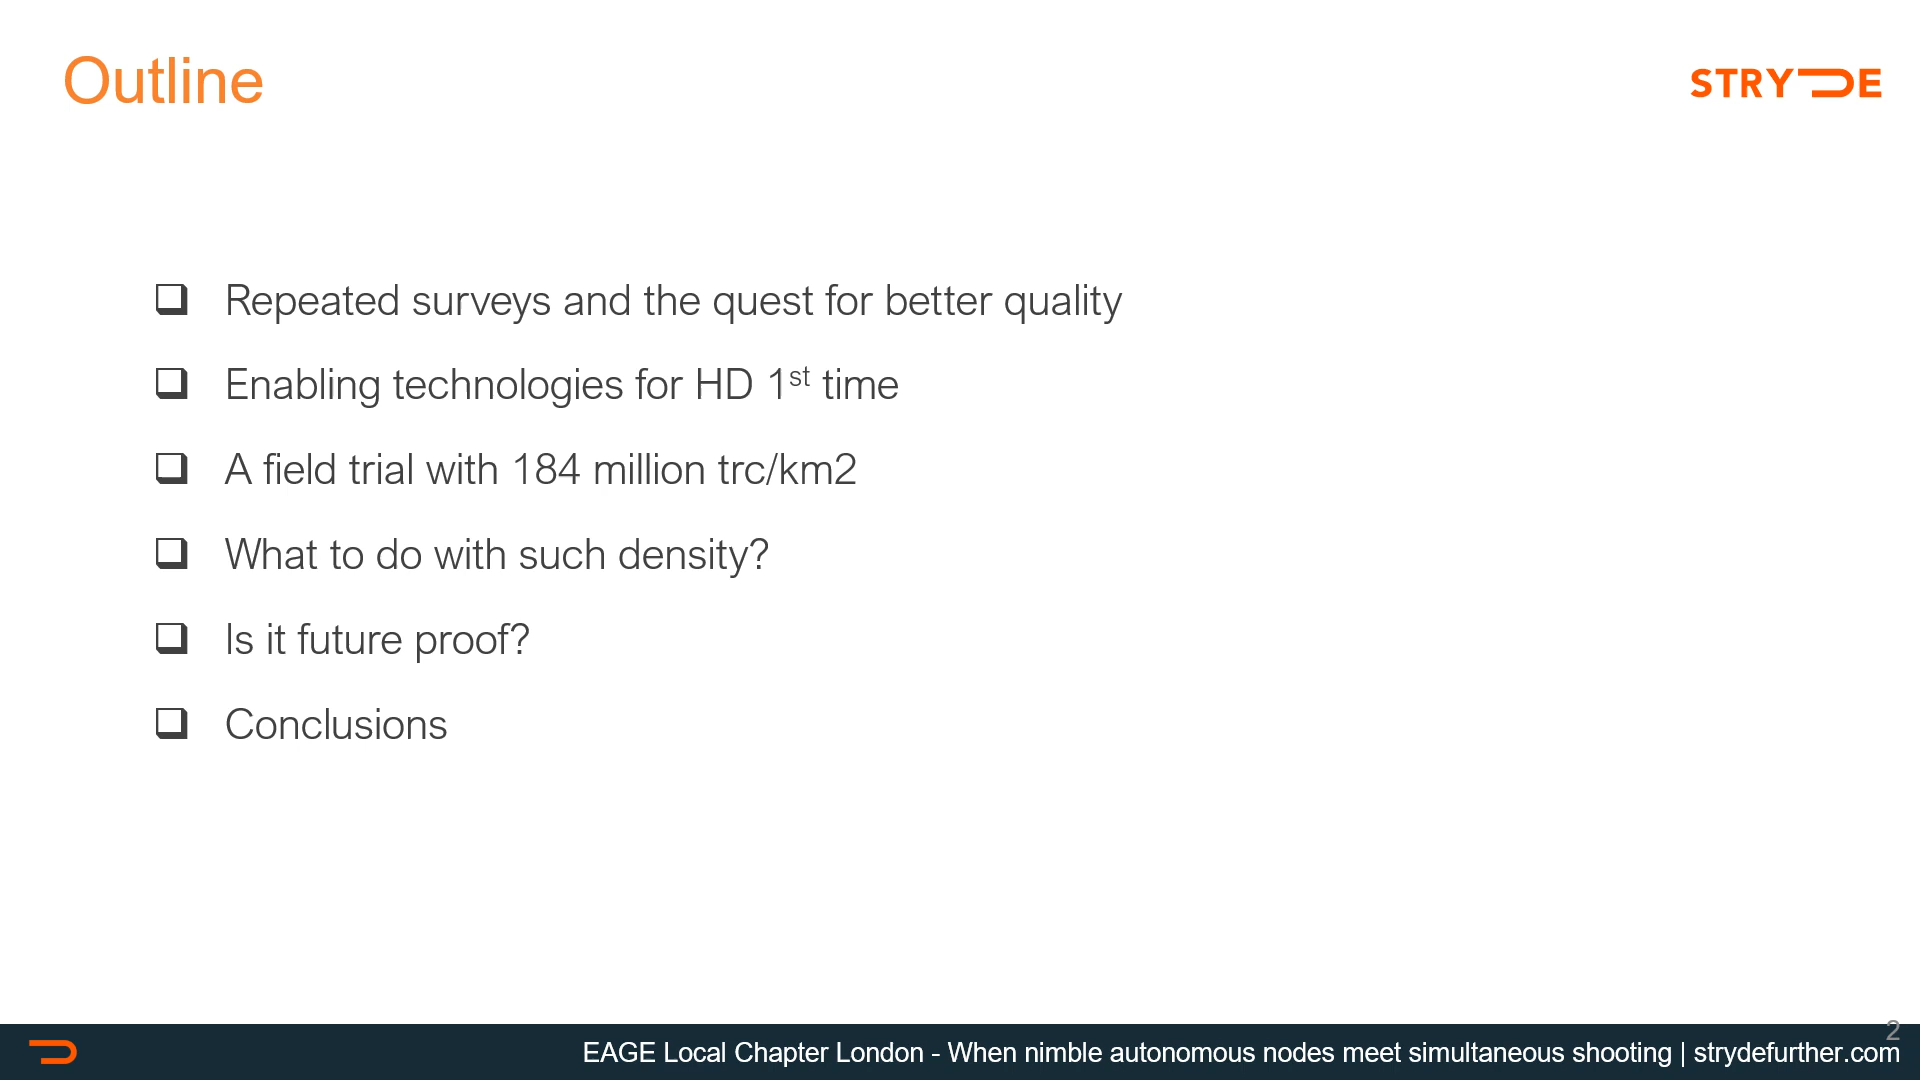 Outline
STRYDE
Repeated surveys and the quest for better quality
Enabling technologies for HD 1st time
A field trial with 184 million trc/km2
What to do with such density?
Is it future proof?
Conclusions
2
EAGE Local Chapter London - When nimble autonomous nodes meet simultaneous shooting | strydefurther.com